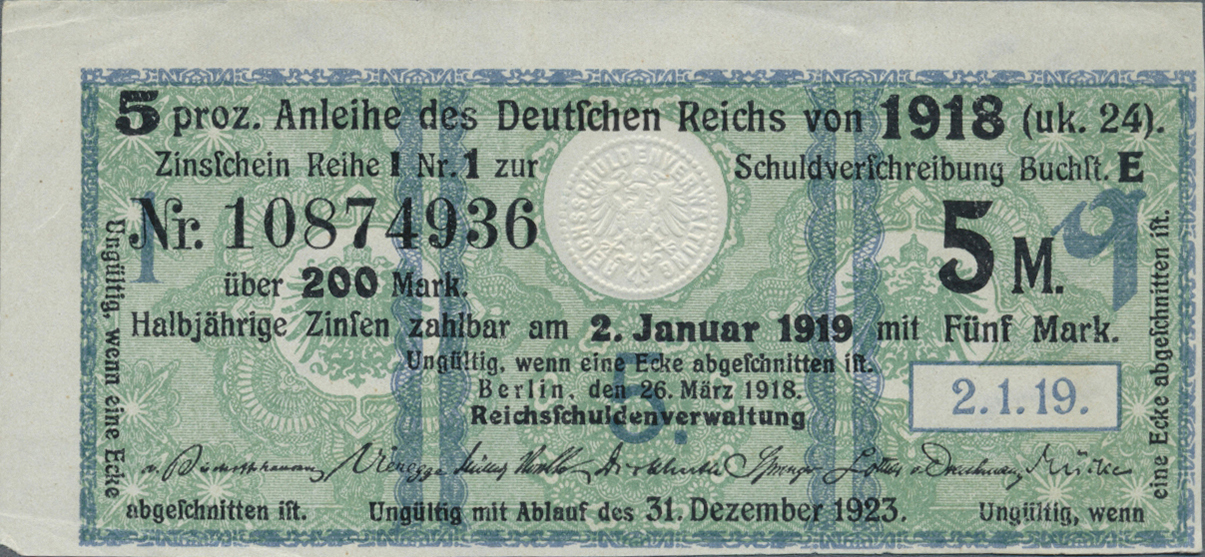 5 proz. Anleihe des Deutſchen Reichs von 1918 (uk. 24).
Zinsſchein Reihe I Nr. 1 zur Schuldverſchreibung Buchſt. E
Nr. 10874936
REICHSSCHULDENVERWALTUNG
5 M.
über 200 Mark.
Halbjährige Zinſen zahlbar am 2. Januar 1919 mit Fünf Mark.
Ungültig, wenn eine Ecke abgeſchnitten iſt.
Berlin, den 26. März 1918.
Reichsſchuldenverwaltung
2.1.19.
Ungültig, wenn eine Ecke
abgeſchnitten iſt.
Ungültig mit Ablauf des 31. Dezember 1923.
Ungültig, wenn
eine Ecke abgeſchnitten iſt.